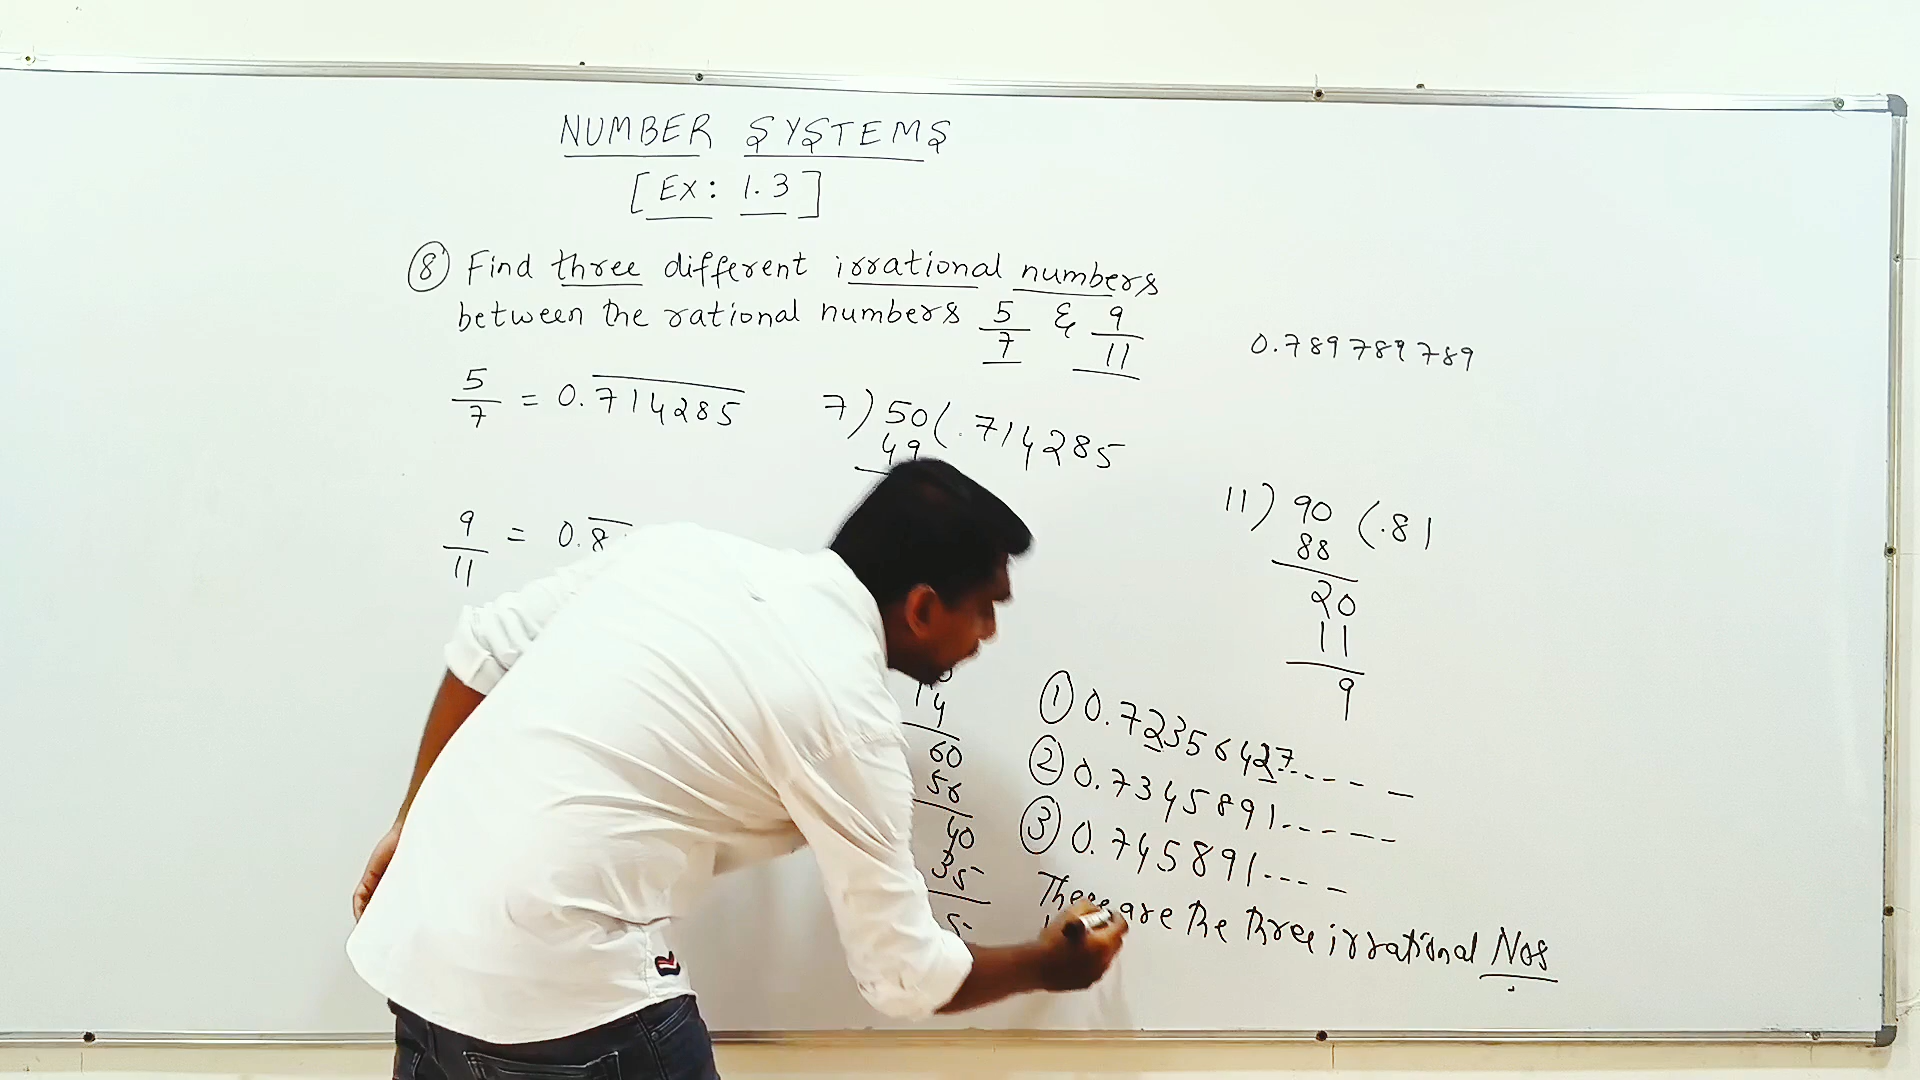 NUMBER SYSTEMS
[Ex: 1.3]
⑧ Find three different irrational numbers
between the rational numbers 5/7 & 9/11
0.789789789
5/7 = 0.714285
7)50(.714285
49
9/11 = 0.8
11)90(.81
88
20
11
9
14
60
56
40
35
5
① 0.72356427.....
② 0.7345891.....
③ 0.745891....
These are the three irrational Nos